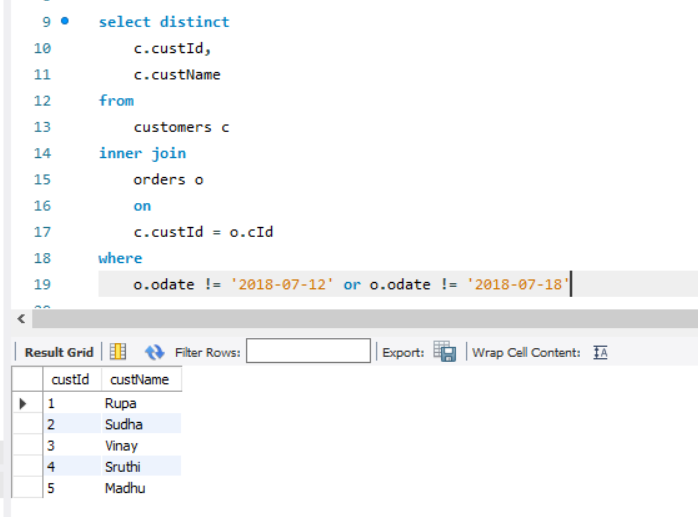 9 select distinct
10 c.custId,
11 c.custName
12 from
13 customers c
14 inner join
15 orders o
16 on
17 c.custId = o.cId
18 where
19 o.odate != '2018-07-12' or o.odate != '2018-07-18'
Result Grid Filter Rows: Export: Wrap Cell Content: IA
custId custName
1 Rupa
2 Sudha
3 Vinay
4 Sruthi
5 Madhu